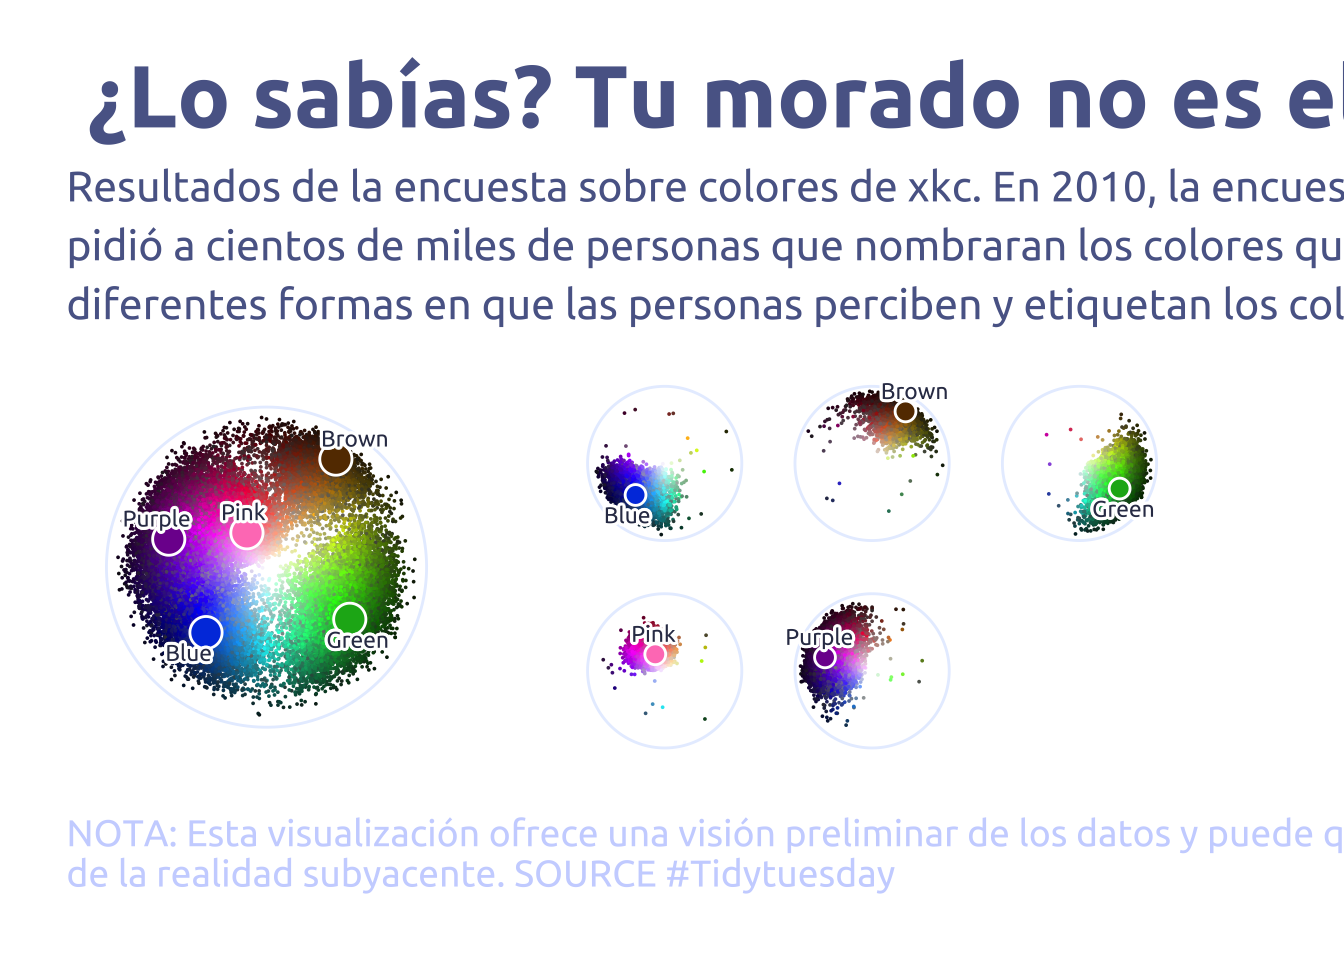 ¿Lo sabías? Tu morado no es el
Resultados de la encuesta sobre colores de xkc. En 2010, la encues
pidió a cientos de miles de personas que nombraran los colores qu
diferentes formas en que las personas perciben y etiquetan los col
Brown
Purple
Pink
Blue
Green
Blue
Brown
Green
Pink
Purple
NOTA: Esta visualización ofrece una visión preliminar de los datos y puede q
de la realidad subyacente. SOURCE #Tidytuesday